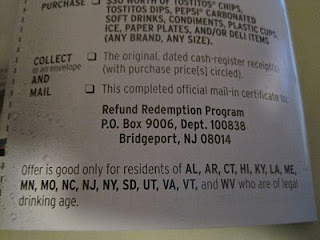 PURCHASE □ $30 WORTH OF TOSTITOS® CHIPS,
TOSTITOS DIPS, PEPSI® CARBONATED
SOFT DRINKS, CONDIMENTS, PLASTIC CUPS,
ICE, PAPER PLATES, AND/OR DELI ITEMS
(ANY BRAND, ANY SIZE).
COLLECT □ The original, dated cash-register receipt(s)
in an envelope (with purchase price(s) circled).
AND
MAIL □ This completed official mail-in certificate to:
Refund Redemption Program
P.O. Box 9006, Dept. 100838
Bridgeport, NJ 08014
Offer is good only for residents of AL, AR, CT, HI, KY, LA, ME,
MN, MO, NC, NJ, NY, SD, UT, VA, VT, and WV who are of legal
drinking age.